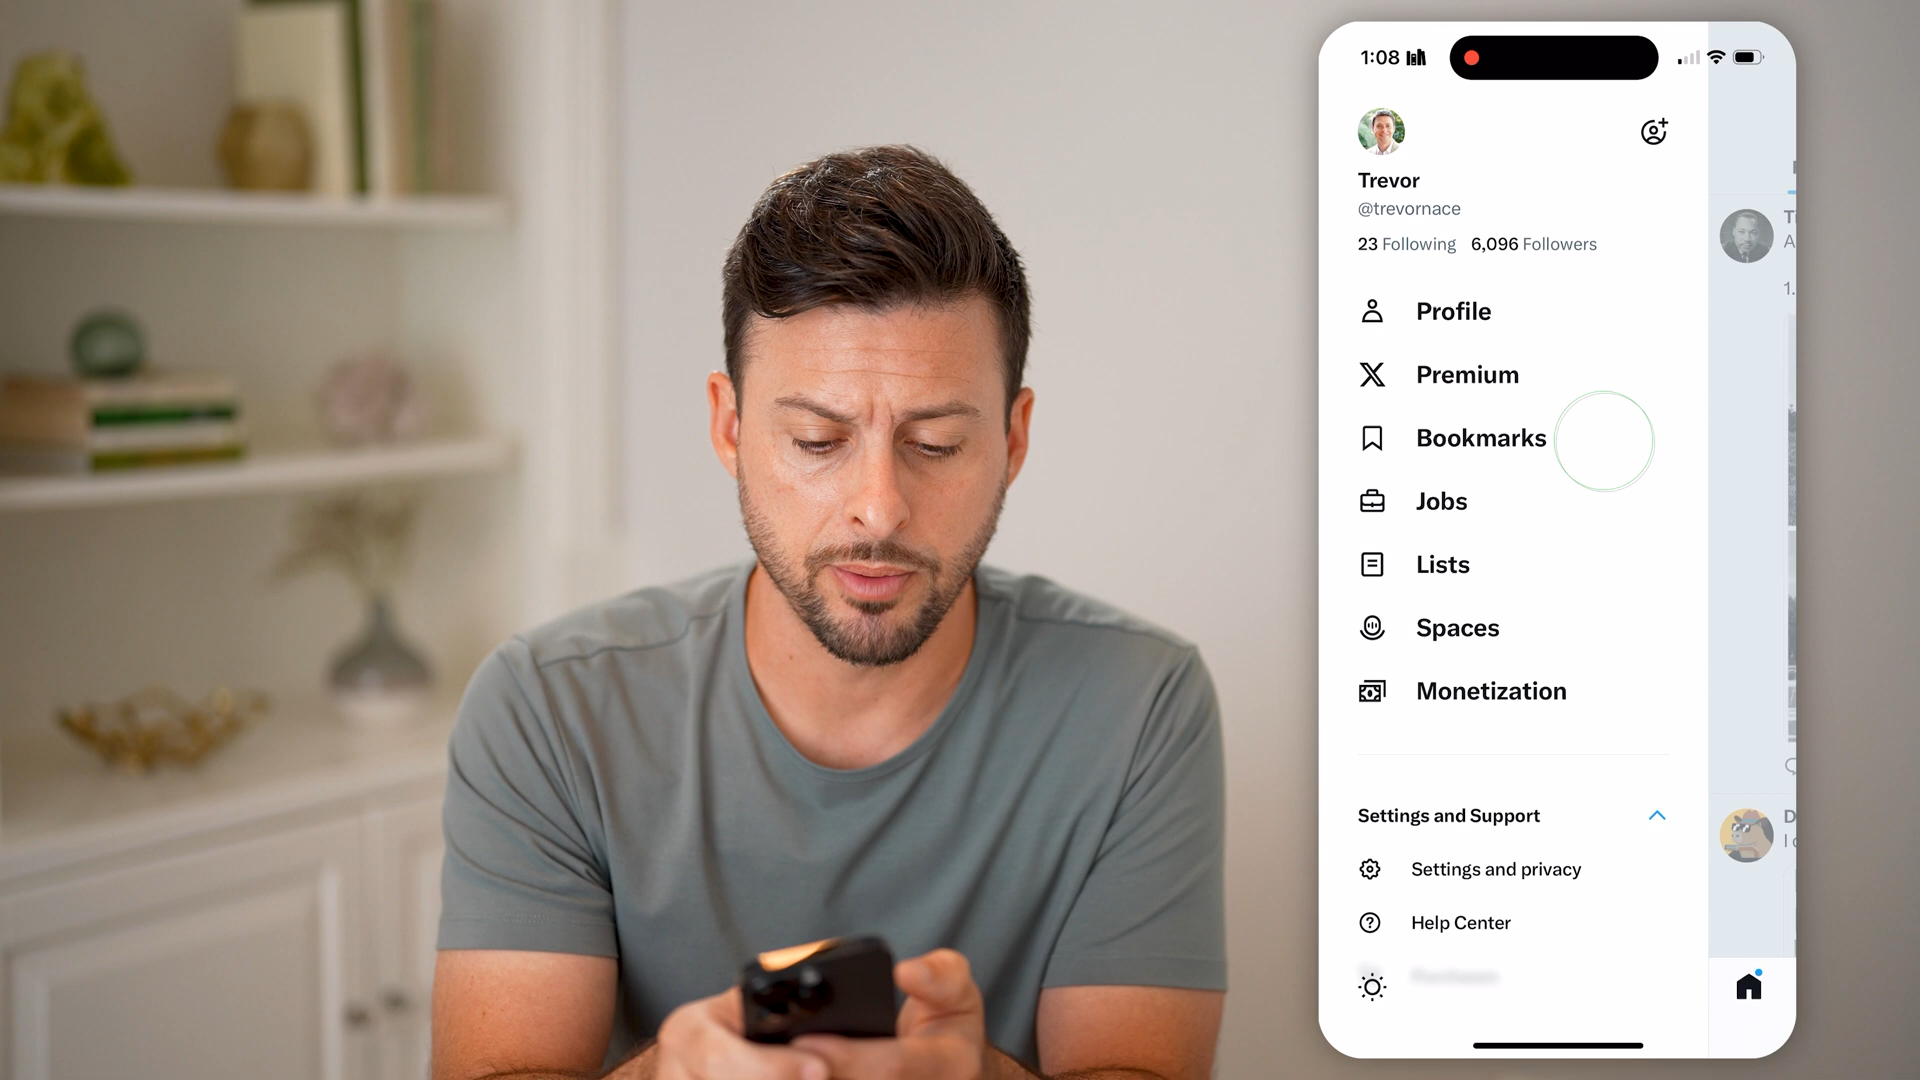 1:08
Trevor
@trevornace
23 Following 6,096 Followers
Profile
Premium
Bookmarks
Jobs
Lists
Spaces
Monetization
Settings and Support
Settings and privacy
Help Center
1.